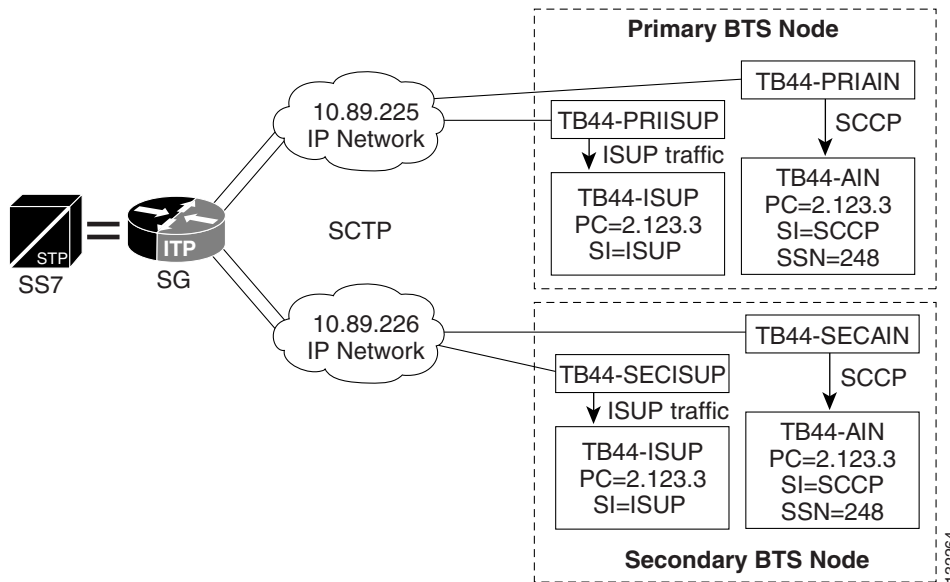 Primary BTS Node
TB44-PRIAIN
10.89.225
IP Network
TB44-PRIISUP
SCCP
ISUP traffic
TB44-ISUP
PC=2.123.3
SI=ISUP
TB44-AIN
PC=2.123.3
SI=SCCP
SSN=248
STP
SS7
ITP
SG
SCTP
10.89.226
IP Network
TB44-SECAIN
TB44-SECISUP
SCCP
ISUP traffic
TB44-ISUP
PC=2.123.3
SI=ISUP
TB44-AIN
PC=2.123.3
SI=SCCP
SSN=248
Secondary BTS Node